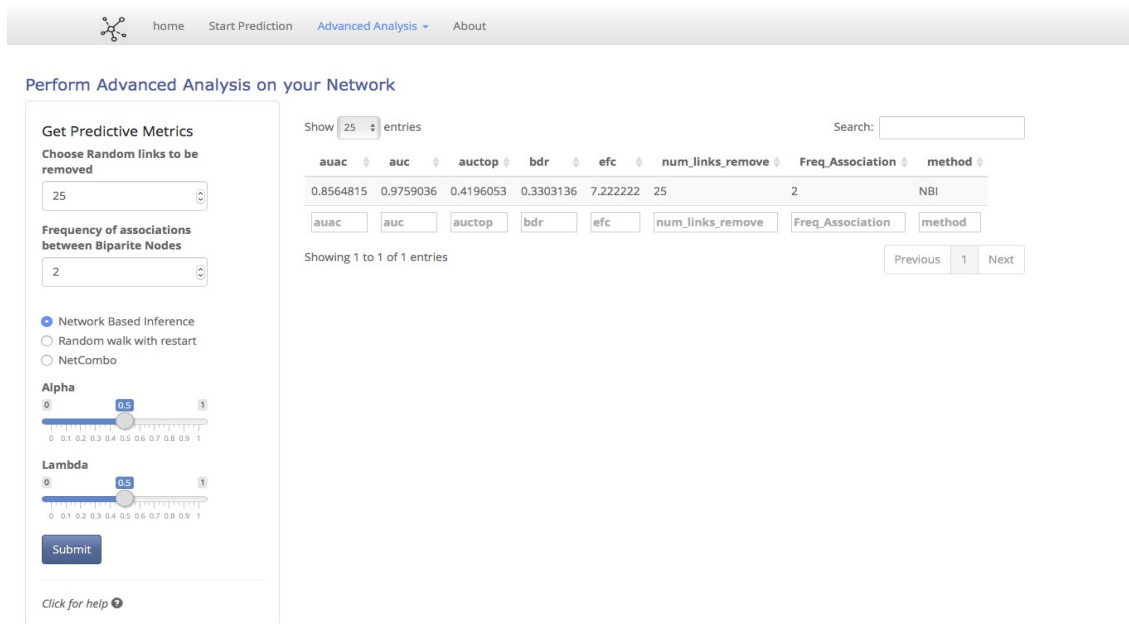 home Start Prediction Advanced Analysis About
Perform Advanced Analysis on your Network
Get Predictive Metrics
Choose Random links to be
removed
25
Frequency of associations
between Biparite Nodes
2
Network Based Inference
Random walk with restart
NetCombo
Alpha
0 0.5 1
0 0.1 0.2 0.3 0.4 0.5 0.6 0.7 0.8 0.9 1
Lambda
0 0.5 1
0 0.1 0.2 0.3 0.4 0.5 0.6 0.7 0.8 0.9 1
Submit
Click for help
Show 25 entries Search:
auac auc auctop bdr efc num_links_remove Freq_Association method
0.8564815 0.9759036 0.4196053 0.3303136 7.222222 25 2 NBI
auac auc auctop bdr efc num_links_remove Freq_Association method
Showing 1 to 1 of 1 entries
Previous 1 Next